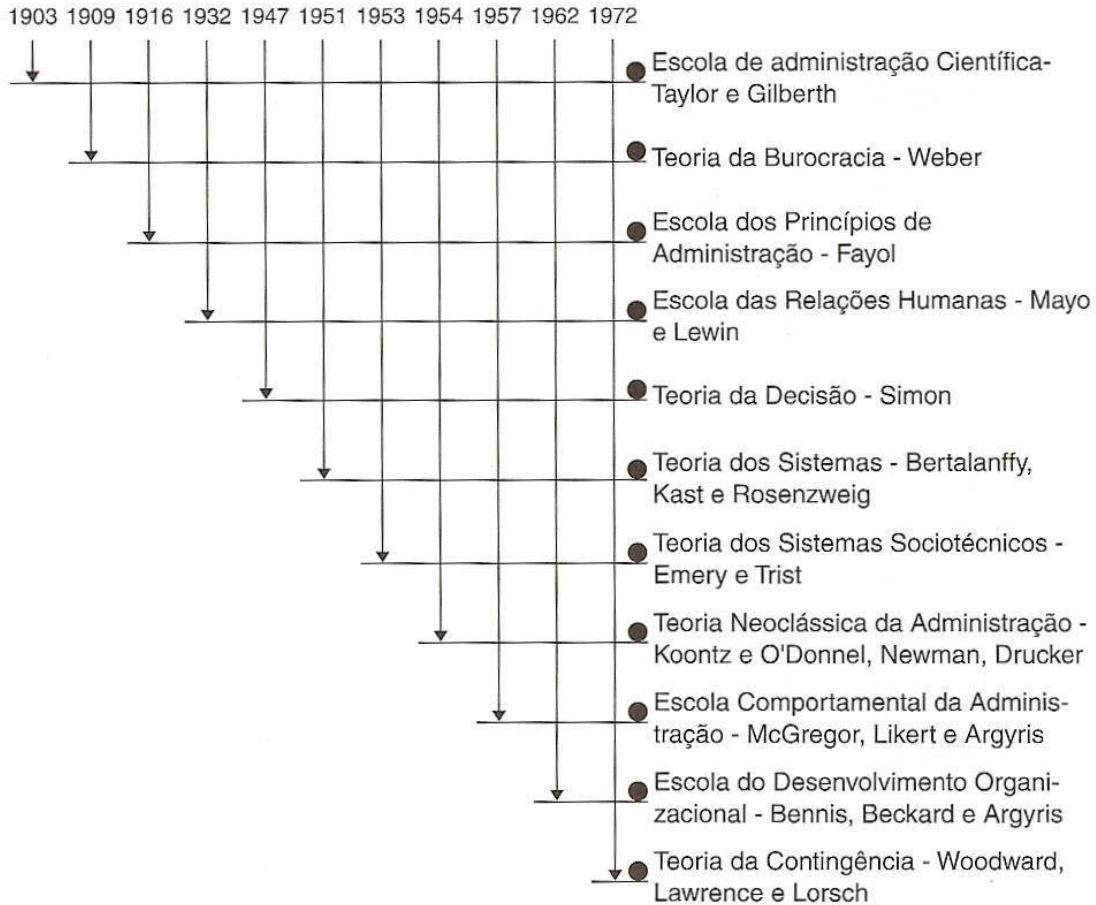 1903 1909 1916 1932 1947 1951 1953 1954 1957 1962 1972
Escola de administração Científica-
Taylor e Gilberth
Teoria da Burocracia - Weber
Escola dos Princípios de
Administração - Fayol
Escola das Relações Humanas - Mayo
e Lewin
Teoria da Decisão - Simon
Teoria dos Sistemas - Bertalanffy,
Kast e Rosenzweig
Teoria dos Sistemas Sociotécnicos -
Emery e Trist
Teoria Neoclássica da Administração -
Koontz e O'Donnel, Newman, Drucker
Escola Comportamental da Adminis-
tração - McGregor, Likert e Argyris
Escola do Desenvolvimento Organi-
zacional - Bennis, Beckard e Argyris
Teoria da Contingência - Woodward,
Lawrence e Lorsch